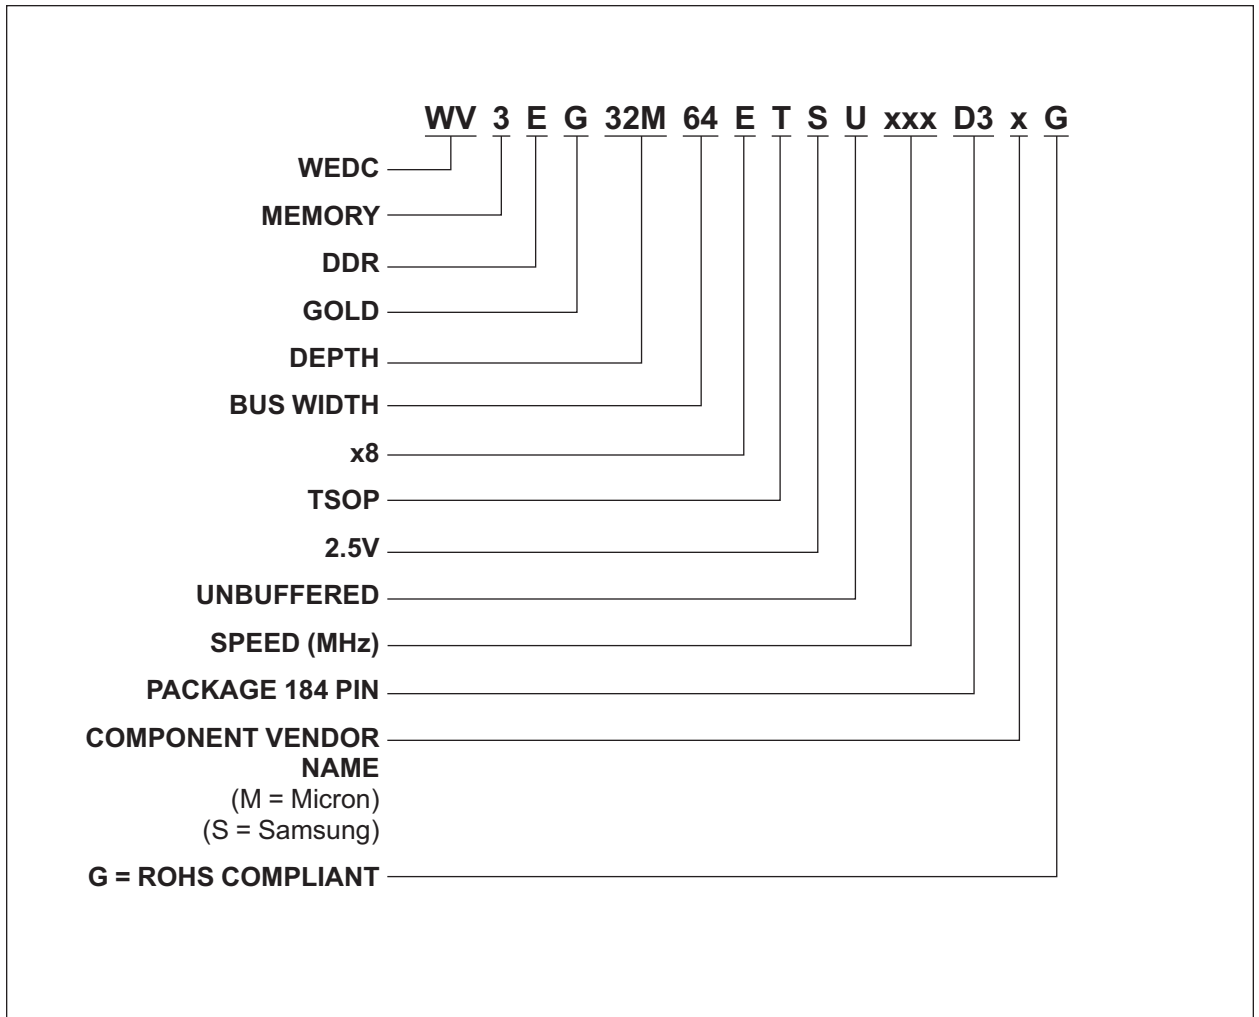 WV 3 E G 32M 64 E T S U xxx D3 x G
WEDC
MEMORY
DDR
GOLD
DEPTH
BUS WIDTH
x8
TSOP
2.5V
UNBUFFERED
SPEED (MHz)
PACKAGE 184 PIN
COMPONENT VENDOR
NAME
(M = Micron)
(S = Samsung)
G = ROHS COMPLIANT